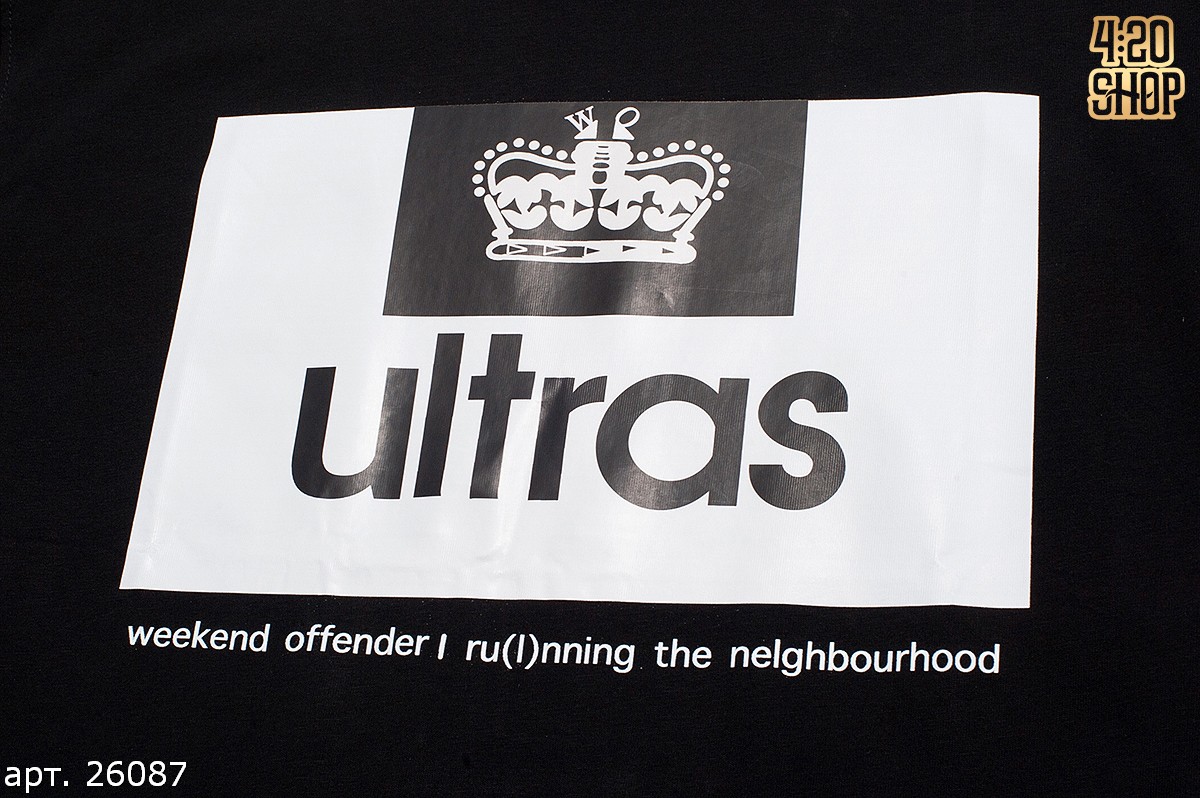 4:20
SHOP
W O
ultras
weekend offender I ru(l)nning the nelghbourhood
арт. 26087